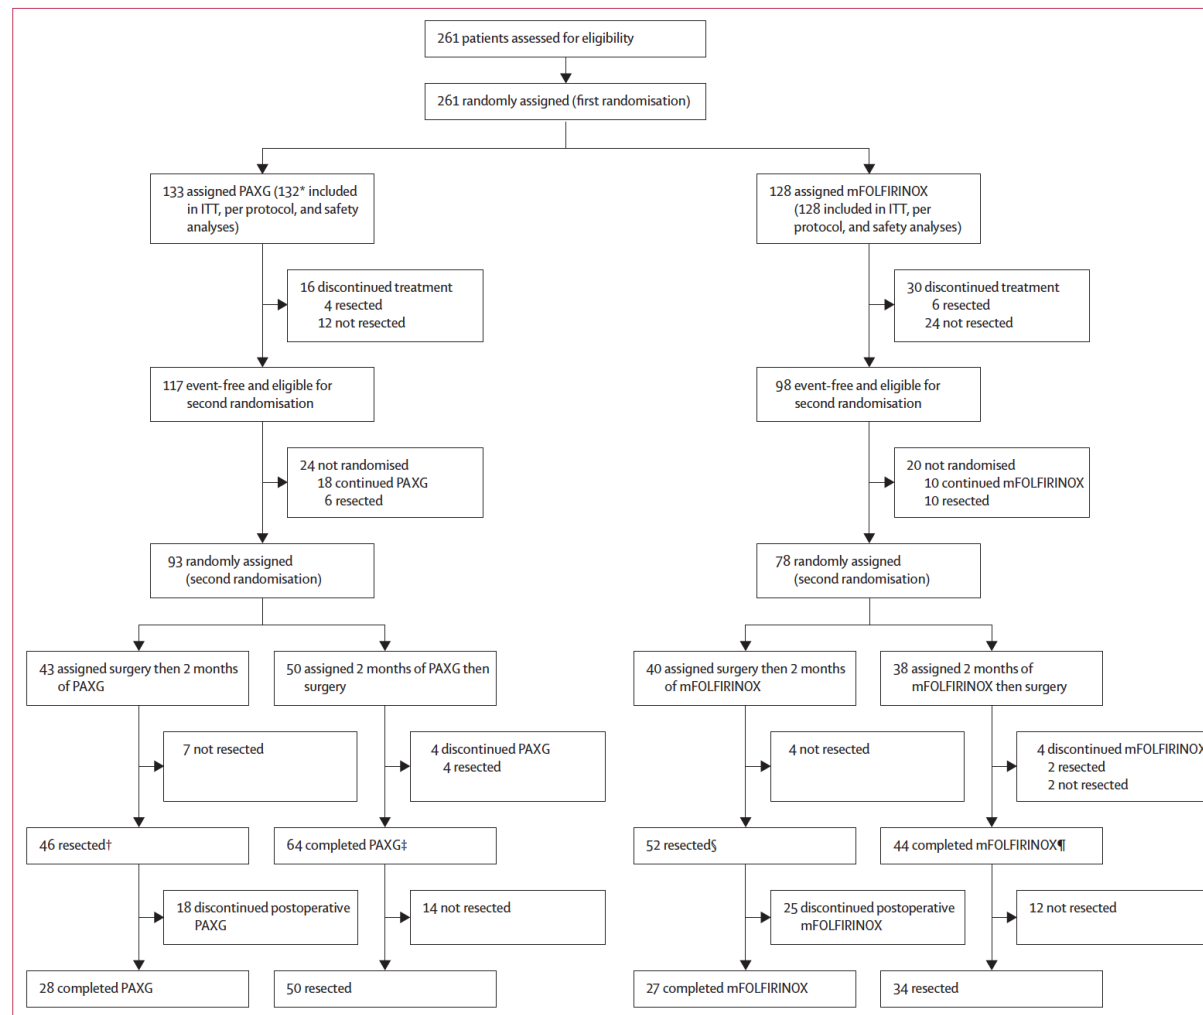 261 patients assessed for eligibility
261 randomly assigned (first randomisation)
133 assigned PAXG (132* included
in ITT, per protocol, and safety
analyses)
128 assigned mFOLFIRINOX
(128 included in ITT, per
protocol, and safety analyses)
16 discontinued treatment
4 resected
12 not resected
30 discontinued treatment
6 resected
24 not resected
117 event-free and eligible for
second randomisation
98 event-free and eligible for
second randomisation
24 not randomised
18 continued PAXG
6 resected
20 not randomised
10 continued mFOLFIRINOX
10 resected
93 randomly assigned
(second randomisation)
78 randomly assigned
(second randomisation)
43 assigned surgery then 2 months
of PAXG
50 assigned 2 months of PAXG then
surgery
40 assigned surgery then 2 months
of mFOLFIRINOX
38 assigned 2 months of
mFOLFIRINOX then surgery
7 not resected
4 discontinued PAXG
4 resected
4 not resected
4 discontinued mFOLFIRINOX
2 resected
2 not resected
46 resected†
64 completed PAXG‡
52 resected§
44 completed mFOLFIRINOX¶
18 discontinued postoperative
PAXG
14 not resected
25 discontinued postoperative
mFOLFIRINOX
12 not resected
28 completed PAXG
50 resected
27 completed mFOLFIRINOX
34 resected